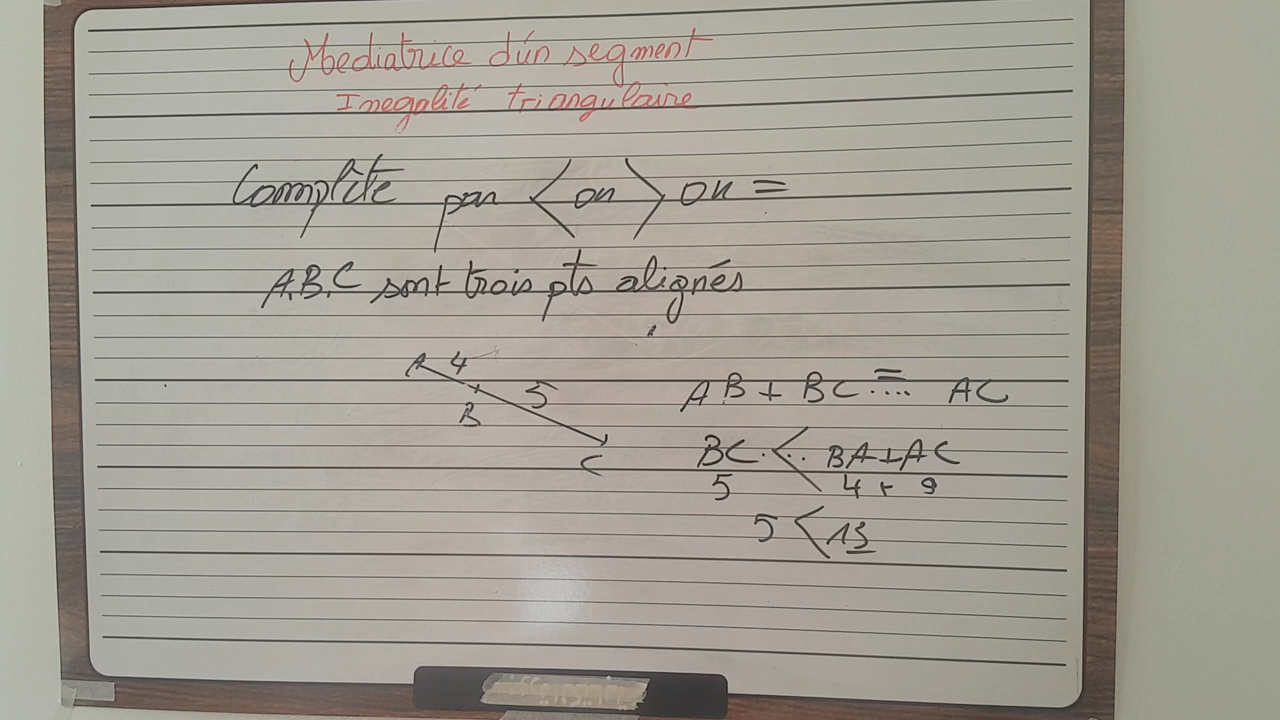 Mediatrice d'un segment
Inegalité triangulaire
Complète par < ou > ou =
A.B.C sont trois pts alignés
A 4
B 5
C
AB + BC =.... AC
BC .<.. BA+AC
5 4 + 9
5 < 13